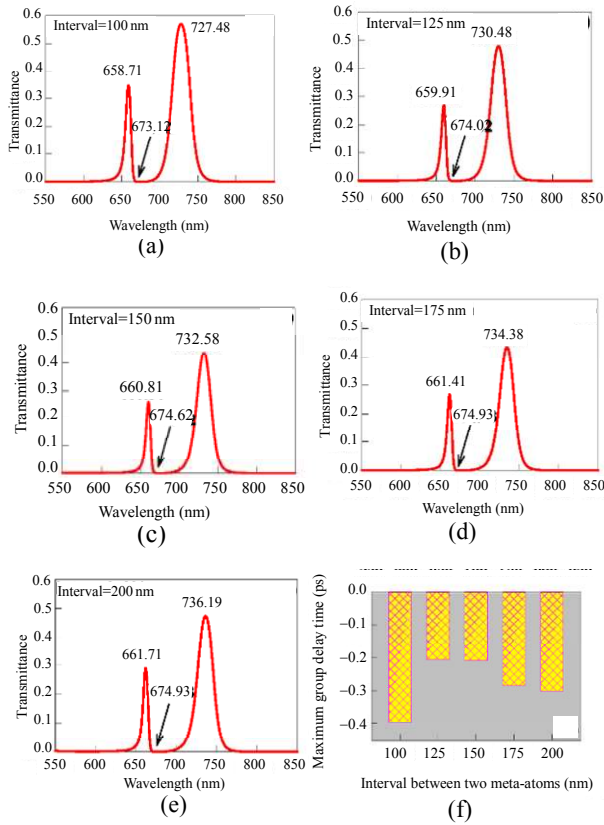 Interval=100 nm
727.48
658.71
673.12
Transmittance
0.6
0.5
0.4
0.3
0.2
0.1
0.0
550 600 650 700 750 800 850
Wavelength (nm)
(a)
Interval=125 nm
730.48
659.91
674.02
Transmittance
0.6
0.5
0.4
0.3
0.2
0.1
0.0
550 600 650 700 750 800 850
Wavelength (nm)
(b)
Interval=150 nm
732.58
660.81
674.62
Transmittance
0.6
0.5
0.4
0.3
0.2
0.1
0.0
550 600 650 700 750 800 850
Wavelength (nm)
(c)
Interval=175 nm
734.38
661.41
674.93
Transmittance
0.6
0.5
0.4
0.3
0.2
0.1
0.0
550 600 650 700 750 800 850
Wavelength (nm)
(d)
Interval=200 nm
736.19
661.71
674.93
Transmittance
0.6
0.5
0.4
0.3
0.2
0.1
0.0
550 600 650 700 750 800 850
Wavelength (nm)
(e)
Maximum group delay time (ps)
0.0
−0.1
−0.2
−0.3
−0.4
100 125 150 175 200
Interval between two meta-atoms (nm)
(f)